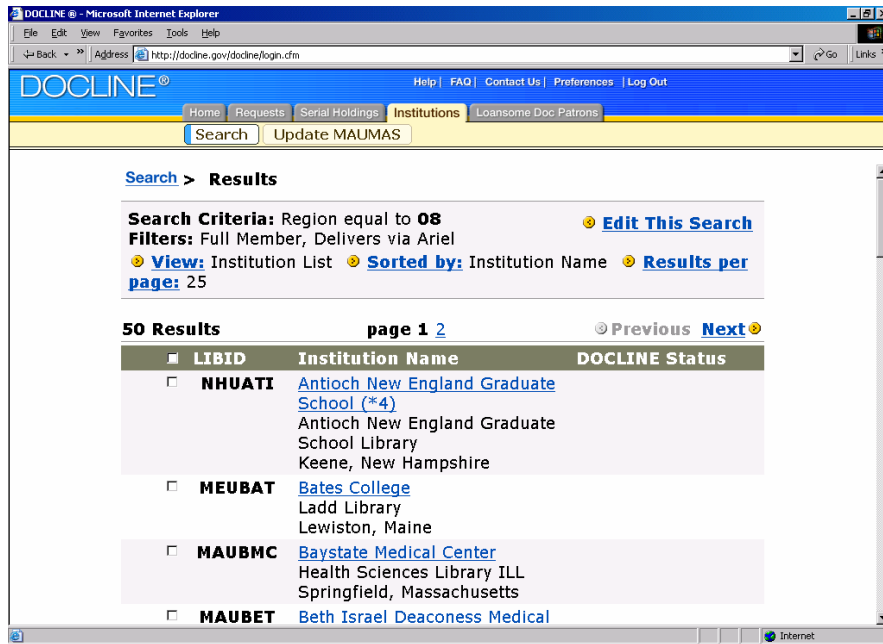 DOCLINE ® - Microsoft Internet Explorer
File Edit View Favorites Tools Help
Back » Address http://docline.gov/docline/login.cfm Go Links »
DOCLINE® Help | FAQ | Contact Us | Preferences | Log Out
Home Requests Serial Holdings Institutions Loansome Doc Patrons
Search Update MAUMAS
Search > Results
Search Criteria: Region equal to 08 Edit This Search
Filters: Full Member, Delivers via Ariel
View: Institution List Sorted by: Institution Name Results per
page: 25
50 Results page 1 2 Previous Next
LIBID Institution Name DOCLINE Status
NHUATI Antioch New England Graduate
School (*4)
Antioch New England Graduate
School Library
Keene, New Hampshire
MEUBAT Bates College
Ladd Library
Lewiston, Maine
MAUBMC Baystate Medical Center
Health Sciences Library ILL
Springfield, Massachusetts
MAUBET Beth Israel Deaconess Medical
Internet